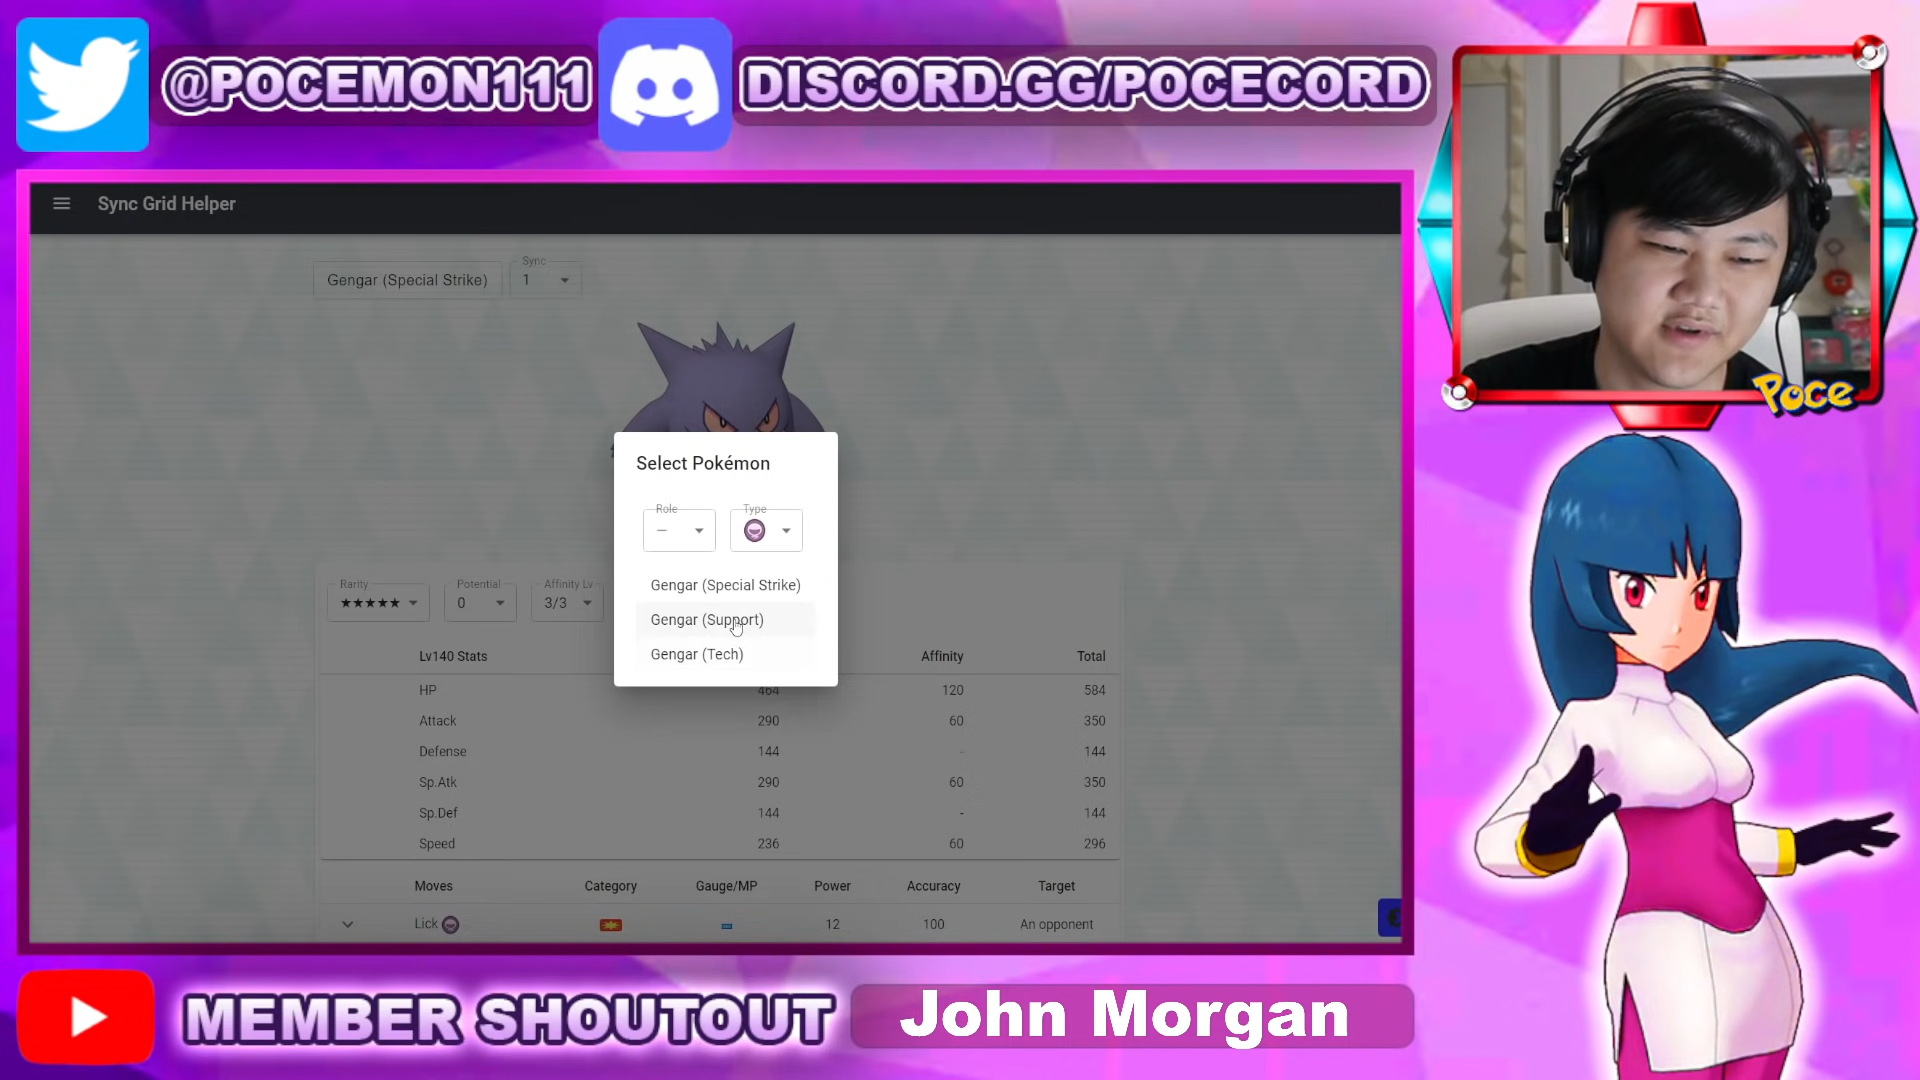 @POCEMON111
DISCORD.GG/POCECORD
Poce
Sync Grid Helper
Gengar (Special Strike)
Sync
1
Select Pokémon
Role
–
Type
Gengar (Special Strike)
Gengar (Support)
Gengar (Tech)
Rarity
★★★★★
Potential
0
Affinity Lv
3/3
Lv140 Stats Affinity Total
HP 464 120 584
Attack 290 60 350
Defense 144 - 144
Sp.Atk 290 60 350
Sp.Def 144 - 144
Speed 236 60 296
Moves Category Gauge/MP Power Accuracy Target
Lick 12 100 An opponent
MEMBER SHOUTOUT
John Morgan